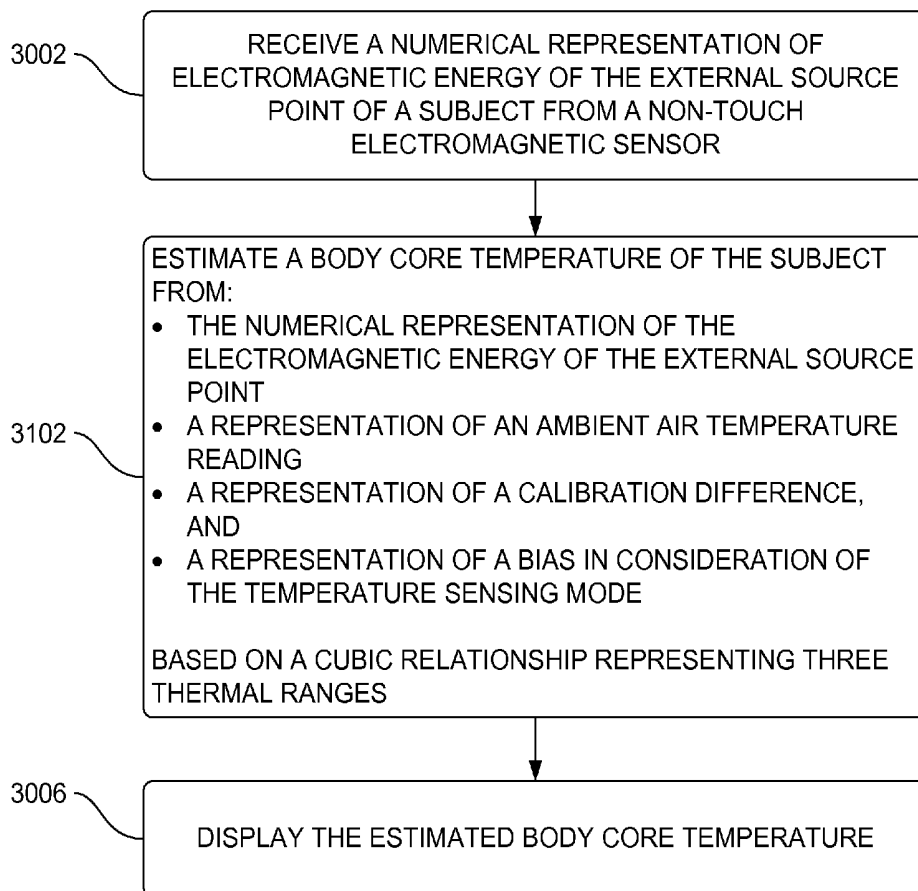 3002
RECEIVE A NUMERICAL REPRESENTATION OF
ELECTROMAGNETIC ENERGY OF THE EXTERNAL SOURCE
POINT OF A SUBJECT FROM A NON-TOUCH
ELECTROMAGNETIC SENSOR
3102
ESTIMATE A BODY CORE TEMPERATURE OF THE SUBJECT
FROM:
• THE NUMERICAL REPRESENTATION OF THE
ELECTROMAGNETIC ENERGY OF THE EXTERNAL SOURCE
POINT
• A REPRESENTATION OF AN AMBIENT AIR TEMPERATURE
READING
• A REPRESENTATION OF A CALIBRATION DIFFERENCE,
AND
• A REPRESENTATION OF A BIAS IN CONSIDERATION OF
THE TEMPERATURE SENSING MODE
BASED ON A CUBIC RELATIONSHIP REPRESENTING THREE
THERMAL RANGES
3006
DISPLAY THE ESTIMATED BODY CORE TEMPERATURE